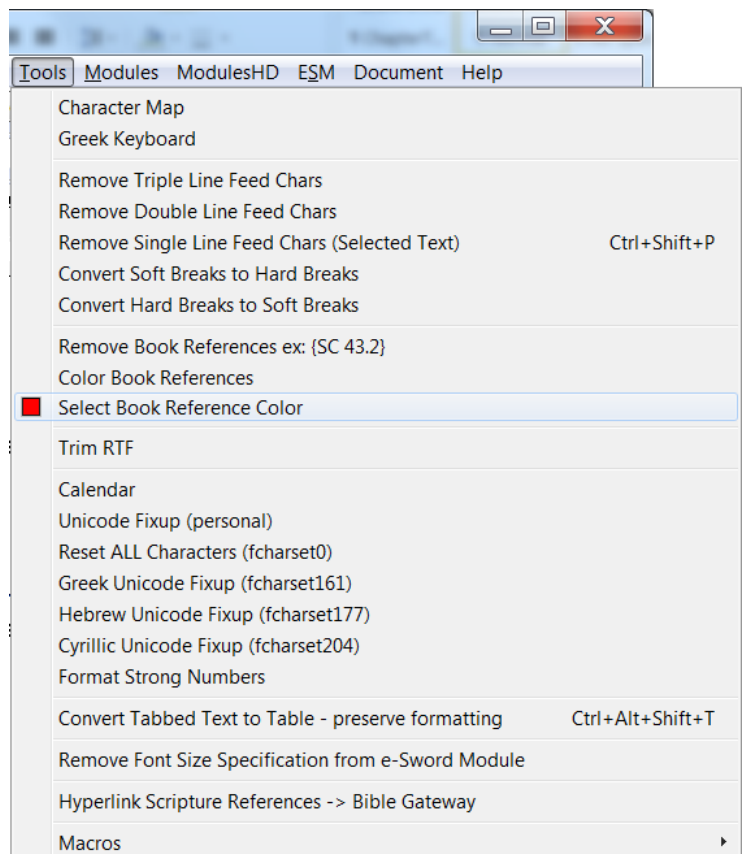 Tools Modules ModulesHD ESM Document Help
Character Map
Greek Keyboard
Remove Triple Line Feed Chars
Remove Double Line Feed Chars
Remove Single Line Feed Chars (Selected Text) Ctrl+Shift+P
Convert Soft Breaks to Hard Breaks
Convert Hard Breaks to Soft Breaks
Remove Book References ex: {SC 43.2}
Color Book References
Select Book Reference Color
Trim RTF
Calendar
Unicode Fixup (personal)
Reset ALL Characters (fcharset0)
Greek Unicode Fixup (fcharset161)
Hebrew Unicode Fixup (fcharset177)
Cyrillic Unicode Fixup (fcharset204)
Format Strong Numbers
Convert Tabbed Text to Table - preserve formatting Ctrl+Alt+Shift+T
Remove Font Size Specification from e-Sword Module
Hyperlink Scripture References -> Bible Gateway
Macros